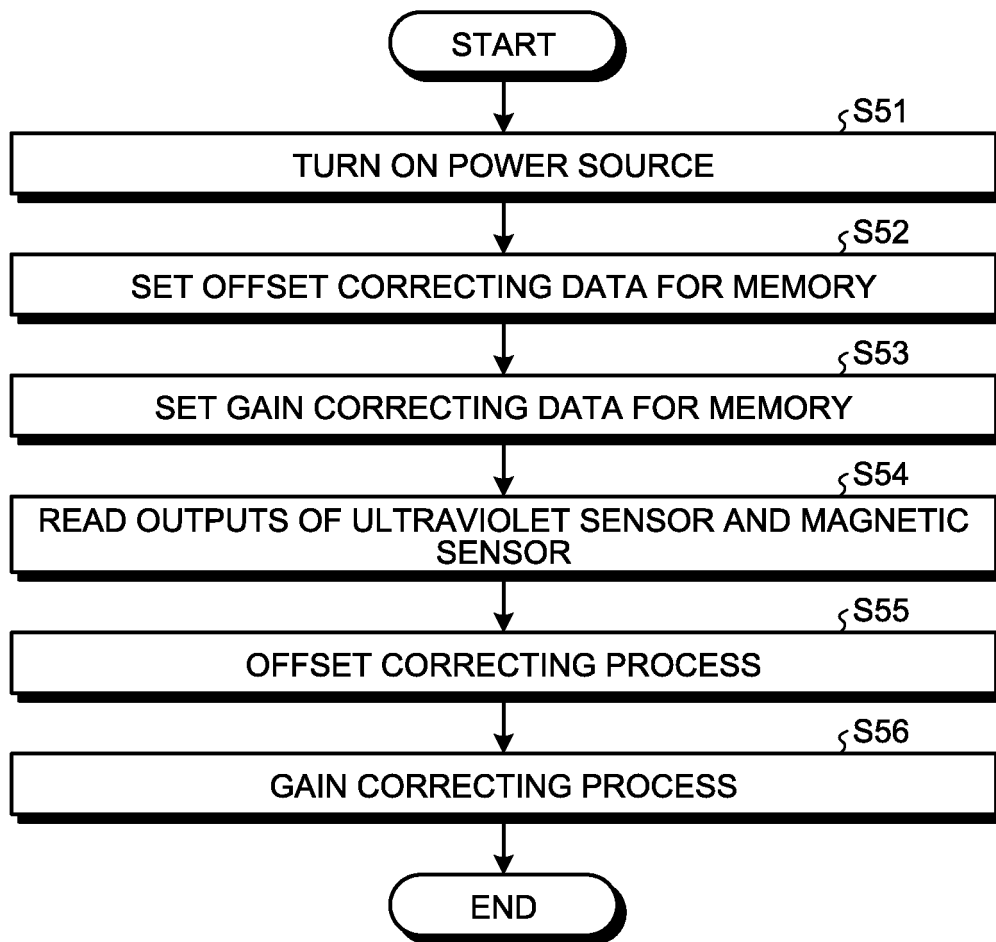 START
S51
TURN ON POWER SOURCE
S52
SET OFFSET CORRECTING DATA FOR MEMORY
S53
SET GAIN CORRECTING DATA FOR MEMORY
S54
READ OUTPUTS OF ULTRAVIOLET SENSOR AND MAGNETIC
SENSOR
S55
OFFSET CORRECTING PROCESS
S56
GAIN CORRECTING PROCESS
END